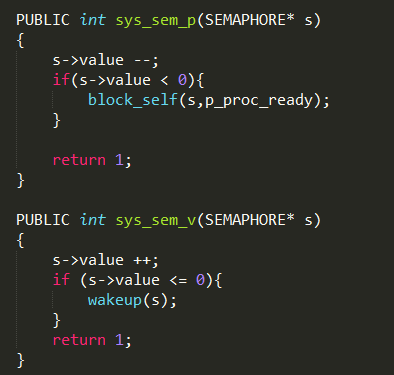 PUBLIC int sys_sem_p(SEMAPHORE* s)
{
    s->value --;
    if(s->value < 0){
        block_self(s,p_proc_ready);
    }

    return 1;
}

PUBLIC int sys_sem_v(SEMAPHORE* s)
{
    s->value ++;
    if (s->value <= 0){
        wakeup(s);
    }
    return 1;
}